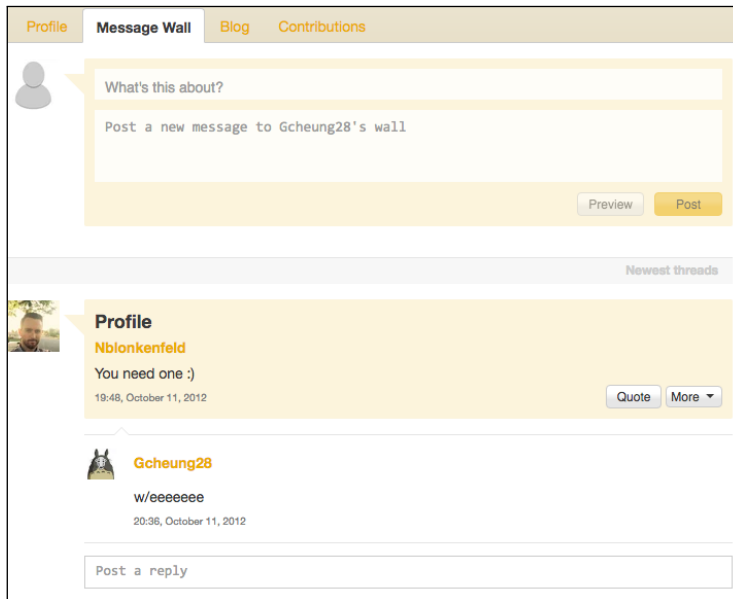 Profile Message Wall Blog Contributions
What's this about?
Post a new message to Gcheung28's wall
Preview Post
Newest threads
Profile
Nblonkenfeld
You need one :)
19:48, October 11, 2012
Quote More
Gcheung28
w/eeeeeee
20:36, October 11, 2012
Post a reply